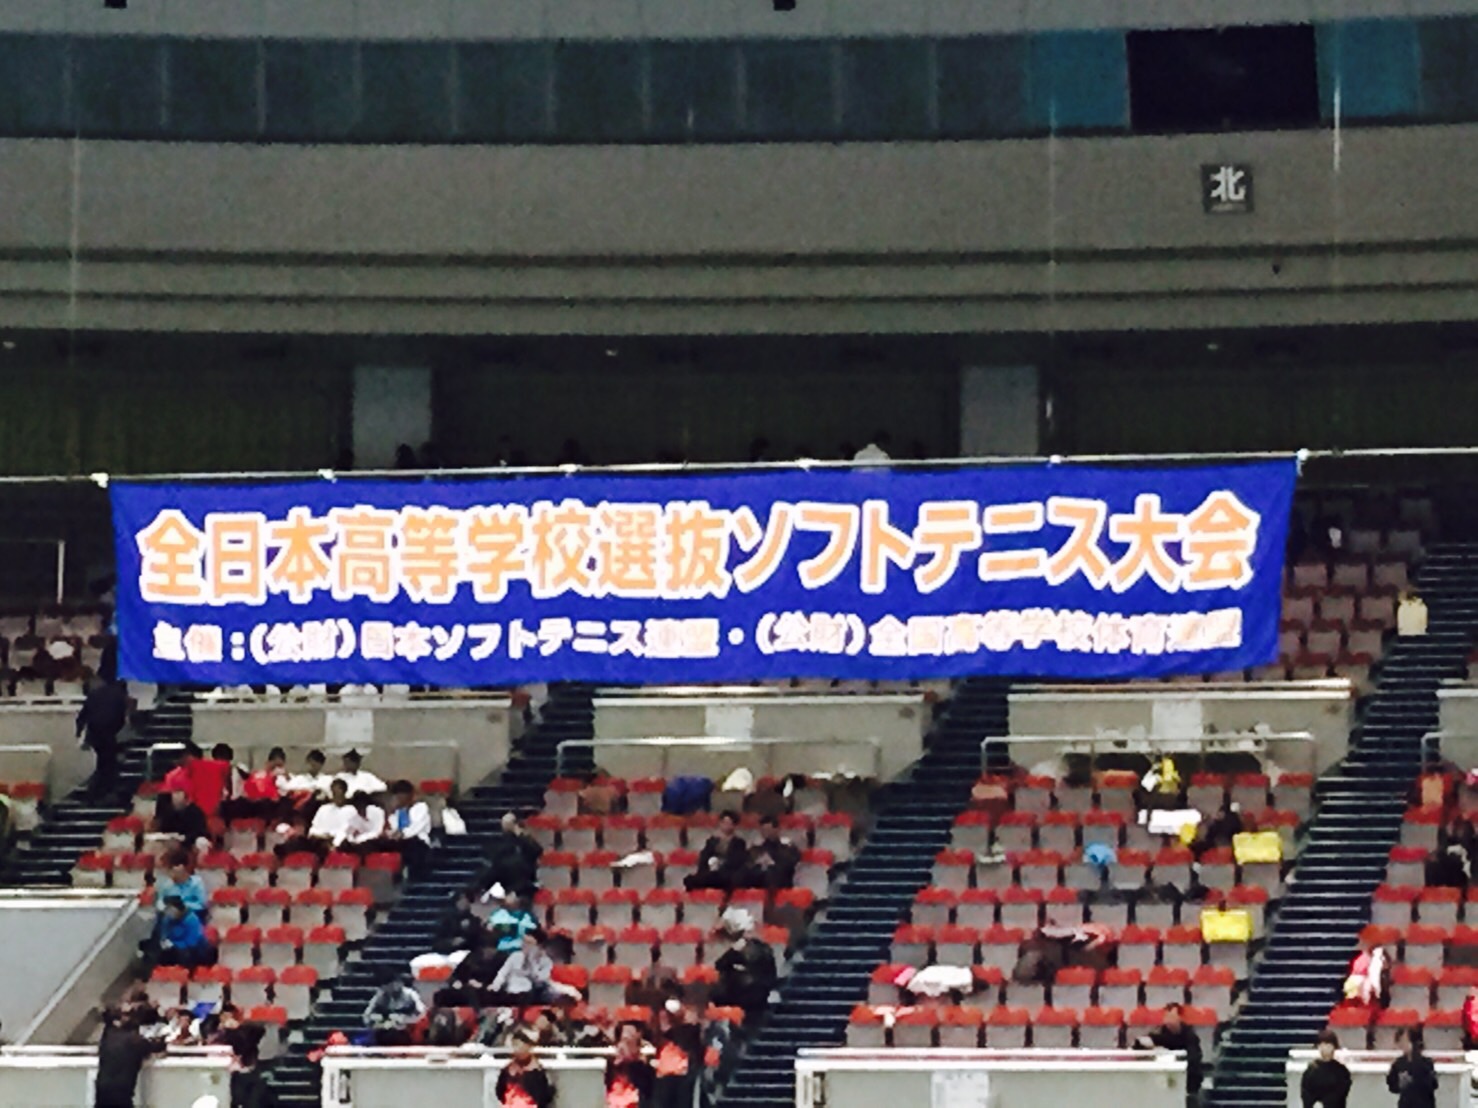 北
全日本高等学校選抜ソフトテニス大会
主催：(公財)日本ソフトテニス連盟・(公財)全国高等学校体育連盟